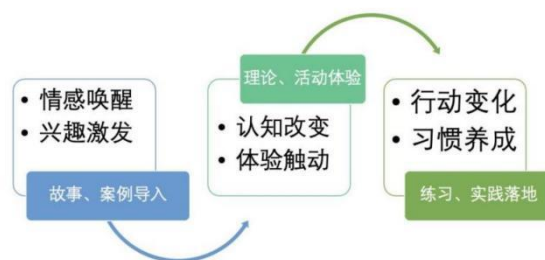 • 情感唤醒
• 兴趣激发
故事、案例导入
理论、活动体验
• 认知改变
• 体验触动
• 行动变化
• 习惯养成
练习、实践落地